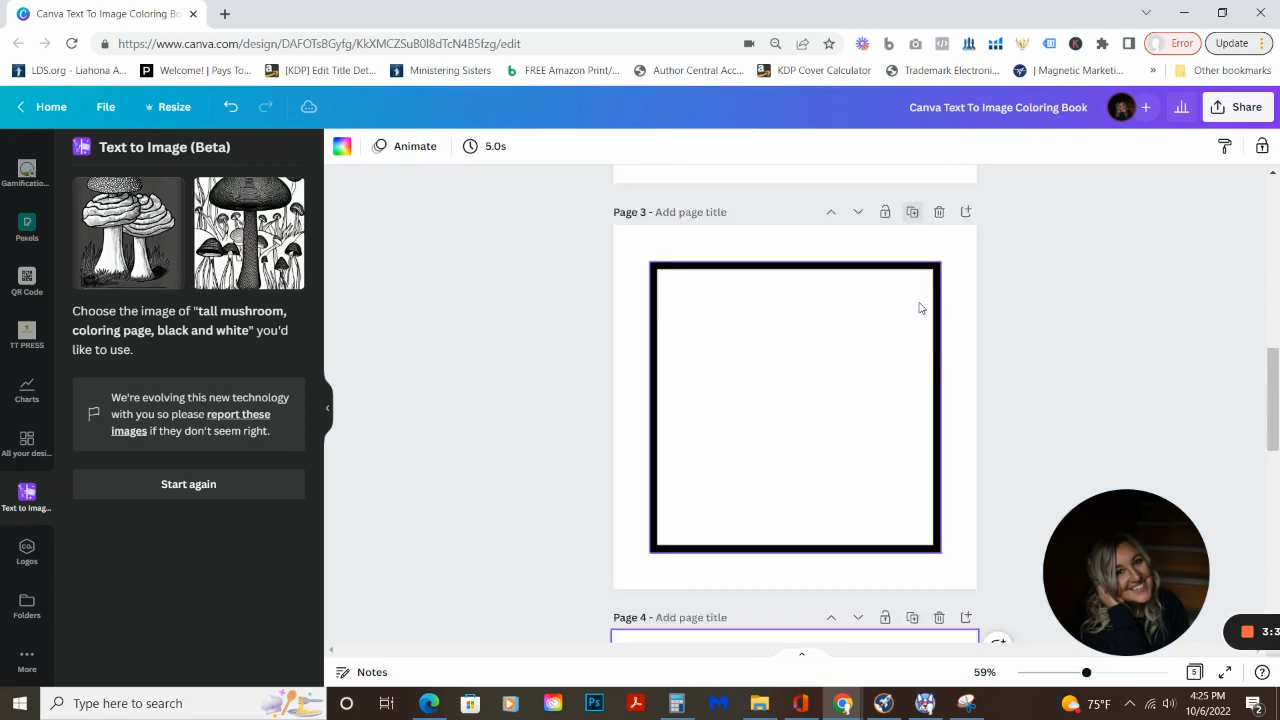 Canva Text To Image Coloring Bo
https://www.canva.com/design/DAFOTsBGyfg/KkXMCZSuB0I8dTcN4B5fzg/edit
Error
Update
LDS.org - Liahona A...
Welcome! | Pays To...
[KDP] Edit Title Det...
Ministering Sisters
FREE Amazon Print/...
Author Central Acc...
KDP Cover Calculator
Trademark Electroni...
| Magnetic Marketi...
Other bookmarks
Home
File
Resize
Canva Text To Image Coloring Book
Share
Text to Image (Beta)
Animate
5.0s
Gamificatio...
Pexels
QR Code
TT PRESS
Charts
All your desi...
Text to Imag...
Logos
Folders
More
Choose the image of "tall mushroom,
coloring page, black and white" you'd
like to use.
We're evolving this new technology
with you so please report these
images if they don't seem right.
Start again
Page 3 - Add page title
Page 4 - Add page title
3:3
Notes
59%
5
Type here to search
75°F
4:25 PM
10/6/2022
2